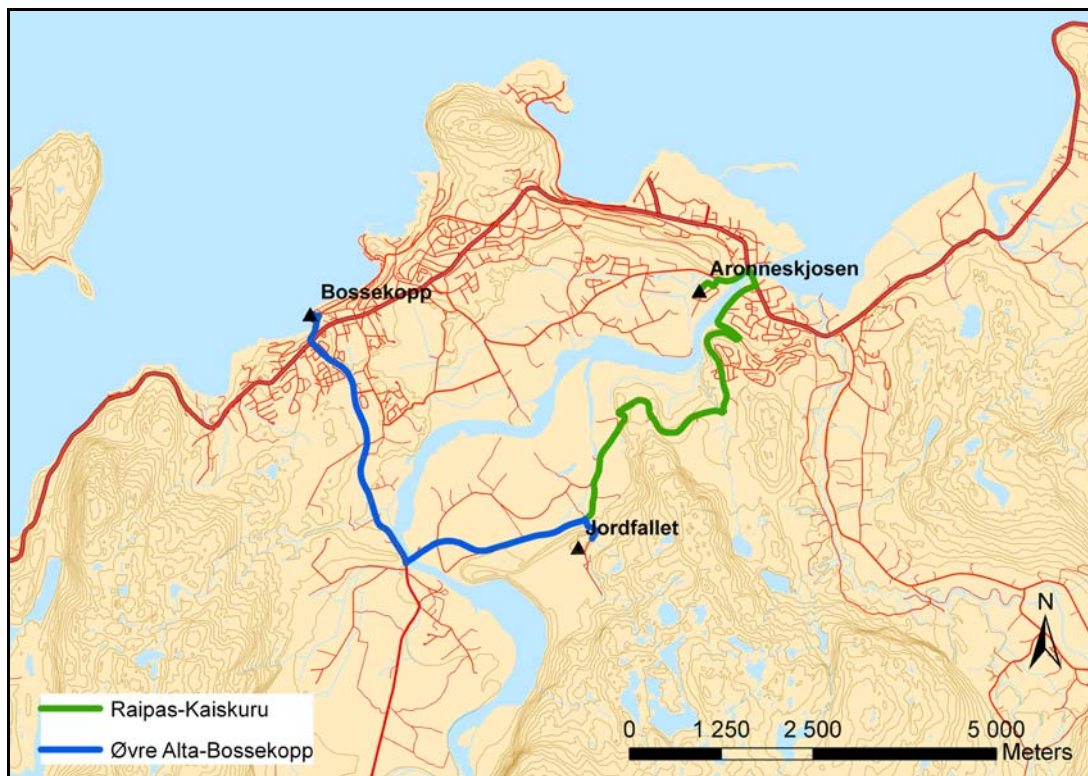 Aronneskjosen
Bossekopp
Jordfallet
N
Raipas-Kaiskuru
Øvre Alta-Bossekopp
0 1 250 2 500 5 000
Meters